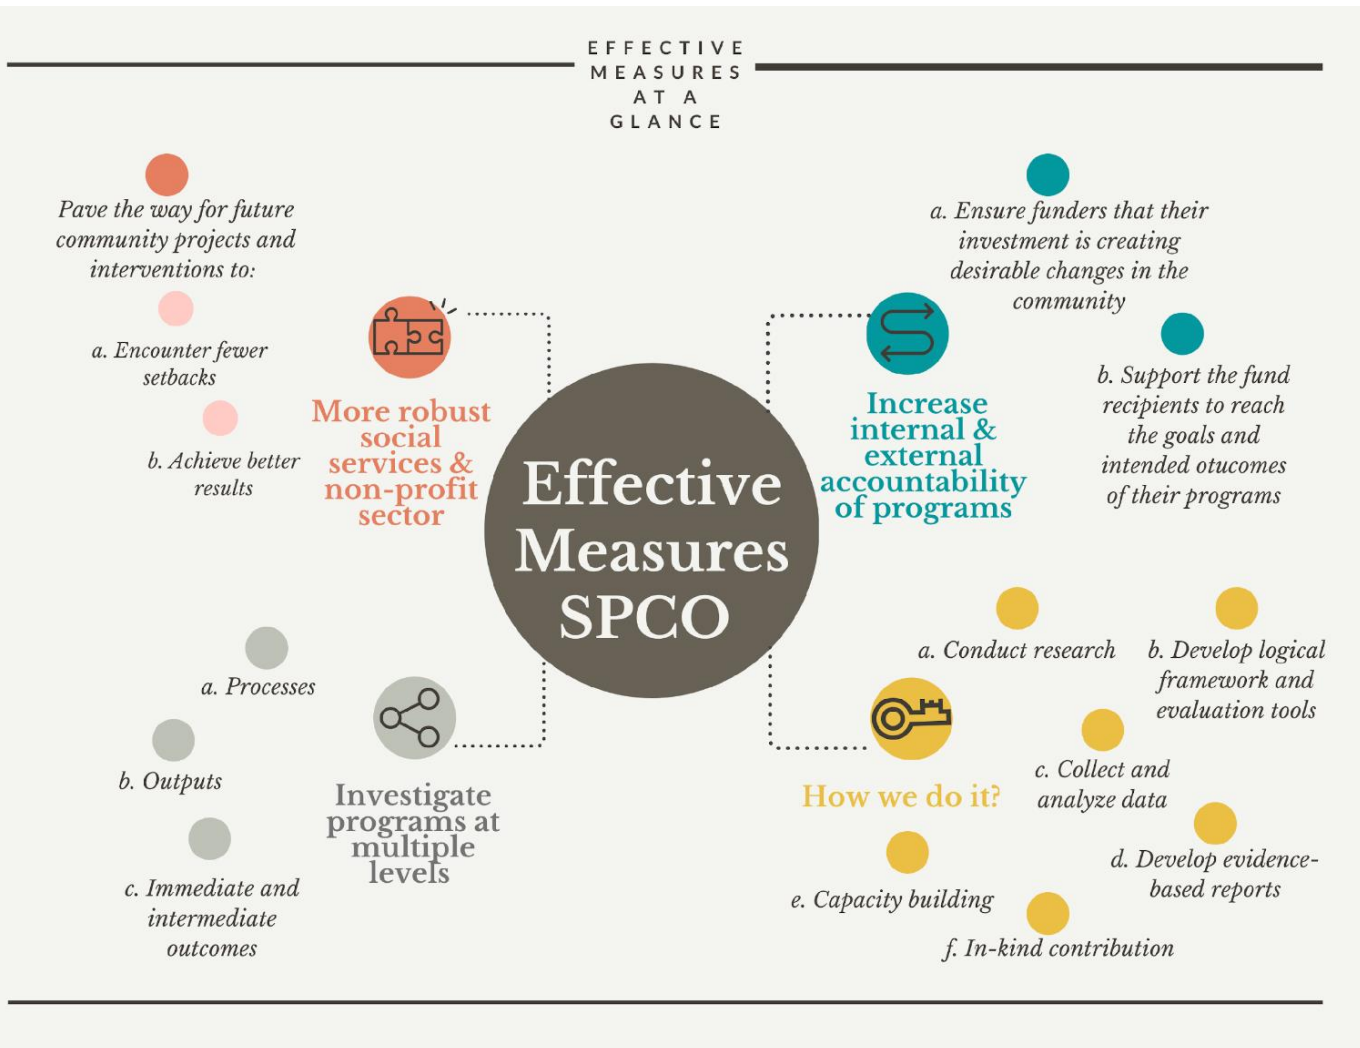 EFFECTIVE
MEASURES
AT A
GLANCE
Pave the way for future
community projects and
interventions to:
a. Encounter fewer
setbacks
b. Achieve better
results
More robust
social
services &
non-profit
sector
a. Ensure funders that their
investment is creating
desirable changes in the
community
b. Support the fund
recipients to reach
the goals and
intended otucomes
of their programs
Increase
internal &
external
accountability
of programs
Effective
Measures
SPCO
a. Processes
b. Outputs
c. Immediate and
intermediate
outcomes
Investigate
programs at
multiple
levels
How we do it?
a. Conduct research
b. Develop logical
framework and
evaluation tools
c. Collect and
analyze data
d. Develop evidence-
based reports
e. Capacity building
f. In-kind contribution